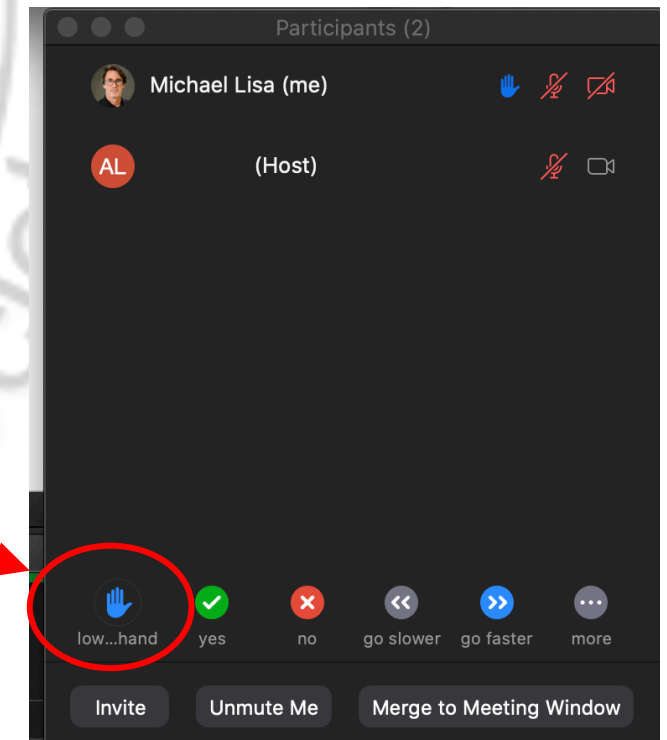 Participants (2)
Michael Lisa (me)
AL (Host)
low...hand yes no go slower go faster more
Invite Unmute Me Merge to Meeting Window